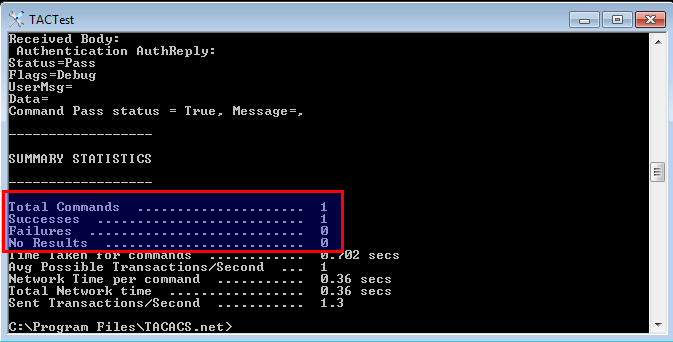 TACTest
Received Body:
Authentication AuthReply:
Status=Pass
Flags=Debug
UserMsg=
Data=
Command Pass status = True, Message=,
------------------
SUMMARY STATISTICS
------------------
Total Commands ..................... 1
Successes .......................... 1
Failures ........................... 0
No Results ......................... 0
Time Taken for commands ............ 0.702 secs
Avg Possible Transactions/Second ... 1
Network Time per command ........... 0.36 secs
Total Network time ................. 0.36 secs
Sent Transactions/Second ........... 1.3
C:\Program Files\TACACS.net>